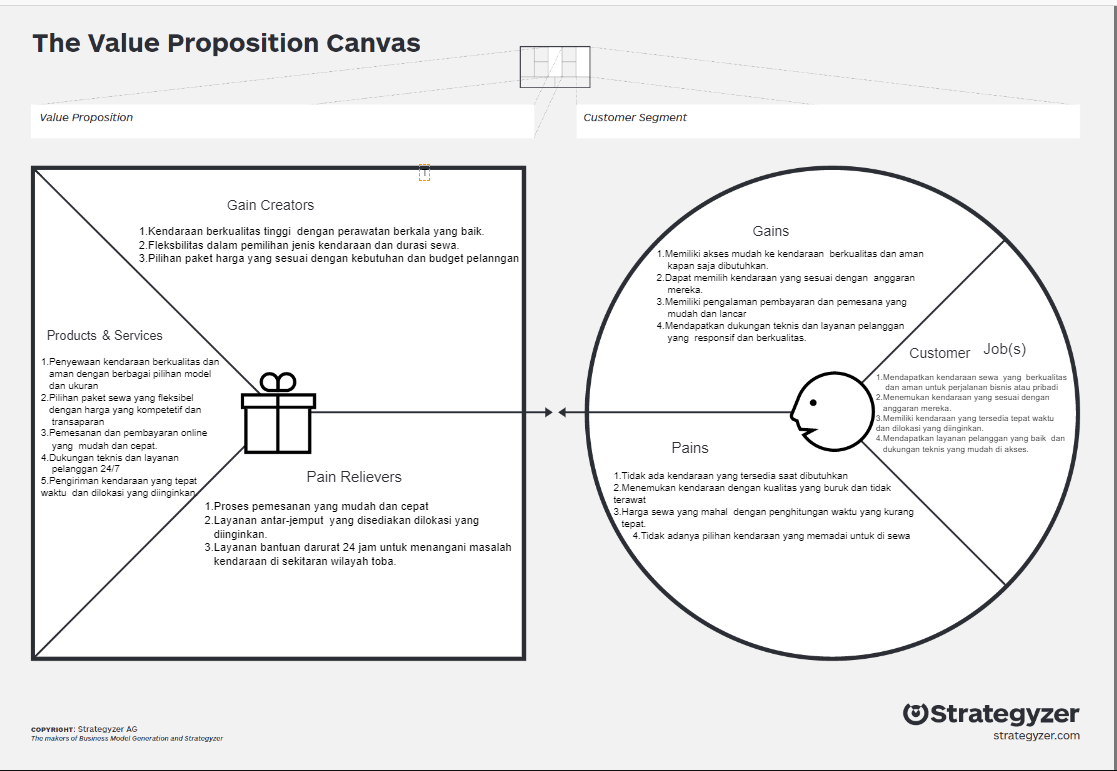 The Value Proposition Canvas
Value Proposition
Customer Segment
Gain Creators
1.Kendaraan berkualitas tinggi dengan perawatan berkala yang baik.
2.Fleksbilitas dalam pemilihan jenis kendaraan dan durasi sewa.
3.Pilihan paket harga yang sesuai dengan kebutuhan dan budget pelanngan
Products & Services
1.Penyewaan kendaraan berkualitas dan
aman dengan berbagai pilihan model
dan ukuran
2.Pilihan paket sewa yang fleksibel
dengan harga yang kompetitif dan
transaparan
3.Pemesanan dan pembayaran online
yang mudah dan cepat.
4.Dukungan teknis dan layanan
pelanggan 24/7
5.Pengiriman kendaraan yang tepat
waktu dan dilokasi yang diinginkan.
Pain Relievers
1.Proses pemesanan yang mudah dan cepat
2.Layanan antar-jemput yang disediakan dilokasi yang
diinginkan.
3.Layanan bantuan darurat 24 jam untuk menangani masalah
kendaraan di sekitaran wilayah toba.
Gains
1.Memiliki akses mudah ke kendaraan berkualitas dan aman
kapan saja dibutuhkan.
2.Dapat memilih kendaraan yang sesuai dengan anggaran
mereka.
3.Memiliki pengalaman pembayaran dan pemesana yang
mudah dan lancar
4.Mendapatkan dukungan teknis dan layanan pelanggan
yang responsif dan berkualitas.
Customer Job(s)
1.Mendapatkan kendaraan sewa yang berkualitas
dan aman untuk perjalanan bisnis atau pribadi
2.Menemukan kendaraan yang sesuai dengan
anggaran mereka.
3.Memiliki kendaraan yang tersedia tepat waktu
dan dilokasi yang diinginkan.
4.Mendapatkan layanan pelanggan yang baik dan
dukungan teknis yang mudah di akses.
Pains
1.Tidak ada kendaraan yang tersedia saat dibutuhkan
2.Menemukan kendaraan dengan kualitas yang buruk dan tidak
terawat
3.Harga sewa yang mahal dengan penghitungan waktu yang kurang
tepat.
4.Tidak adanya pilihan kendaraan yang memadai untuk di sewa
COPYRIGHT: Strategyzer AG
The makers of Business Model Generation and Strategyzer
Strategyzer
strategyzer.com